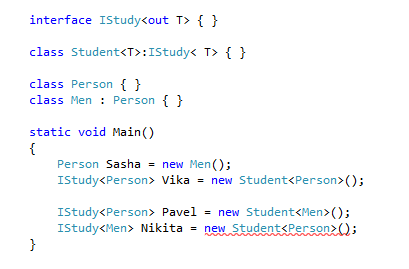 interface IStudy<out T> { }
class Student<T>:IStudy< T> { }
class Person { }
class Men : Person { }
static void Main()
{
Person Sasha = new Men();
IStudy<Person> Vika = new Student<Person>();
IStudy<Person> Pavel = new Student<Men>();
IStudy<Men> Nikita = new Student<Person>();
}